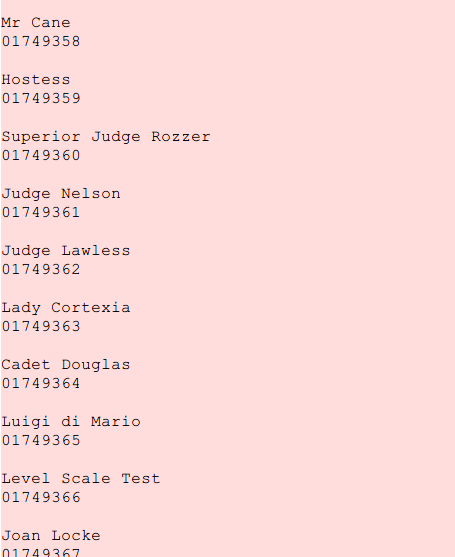 Mr Cane
01749358
Hostess
01749359
Superior Judge Rozzer
01749360
Judge Nelson
01749361
Judge Lawless
01749362
Lady Cortexia
01749363
Cadet Douglas
01749364
Luigi di Mario
01749365
Level Scale Test
01749366
Joan Locke
01749367